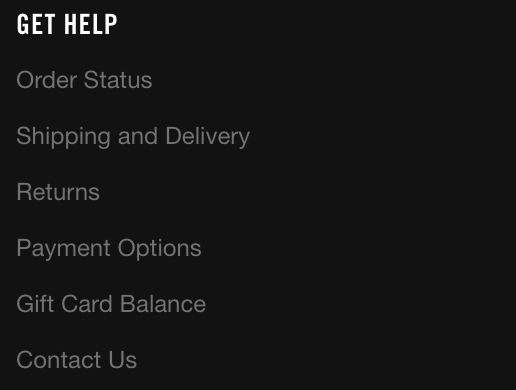 GET HELP
Order Status
Shipping and Delivery
Returns
Payment Options
Gift Card Balance
Contact Us